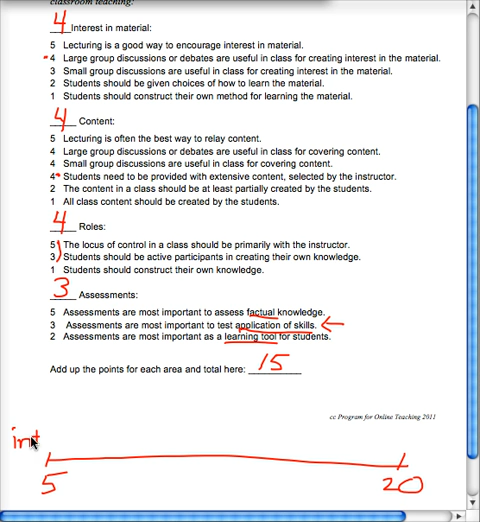 classroom teaching:
4 Interest in material:
5 Lecturing is a good way to encourage interest in material.
4 Large group discussions or debates are useful in class for creating interest in the material.
3 Small group discussions are useful in class for creating interest in the material.
2 Students should be given choices of how to learn the material.
1 Students should construct their own method for learning the material.
4 Content:
5 Lecturing is often the best way to relay content.
4 Large group discussions or debates are useful in class for covering content.
4 Small group discussions are useful in class for covering content.
4 Students need to be provided with extensive content, selected by the instructor.
2 The content in a class should be at least partially created by the students.
1 All class content should be created by the students.
4 Roles:
5 The locus of control in a class should be primarily with the instructor.
3 Students should be active participants in creating their own knowledge.
1 Students should construct their own knowledge.
3 Assessments:
5 Assessments are most important to assess factual knowledge.
3 Assessments are most important to test application of skills.
2 Assessments are most important as a learning tool for students.
Add up the points for each area and total here: 15
cc Program for Online Teaching 2011
int
5 20